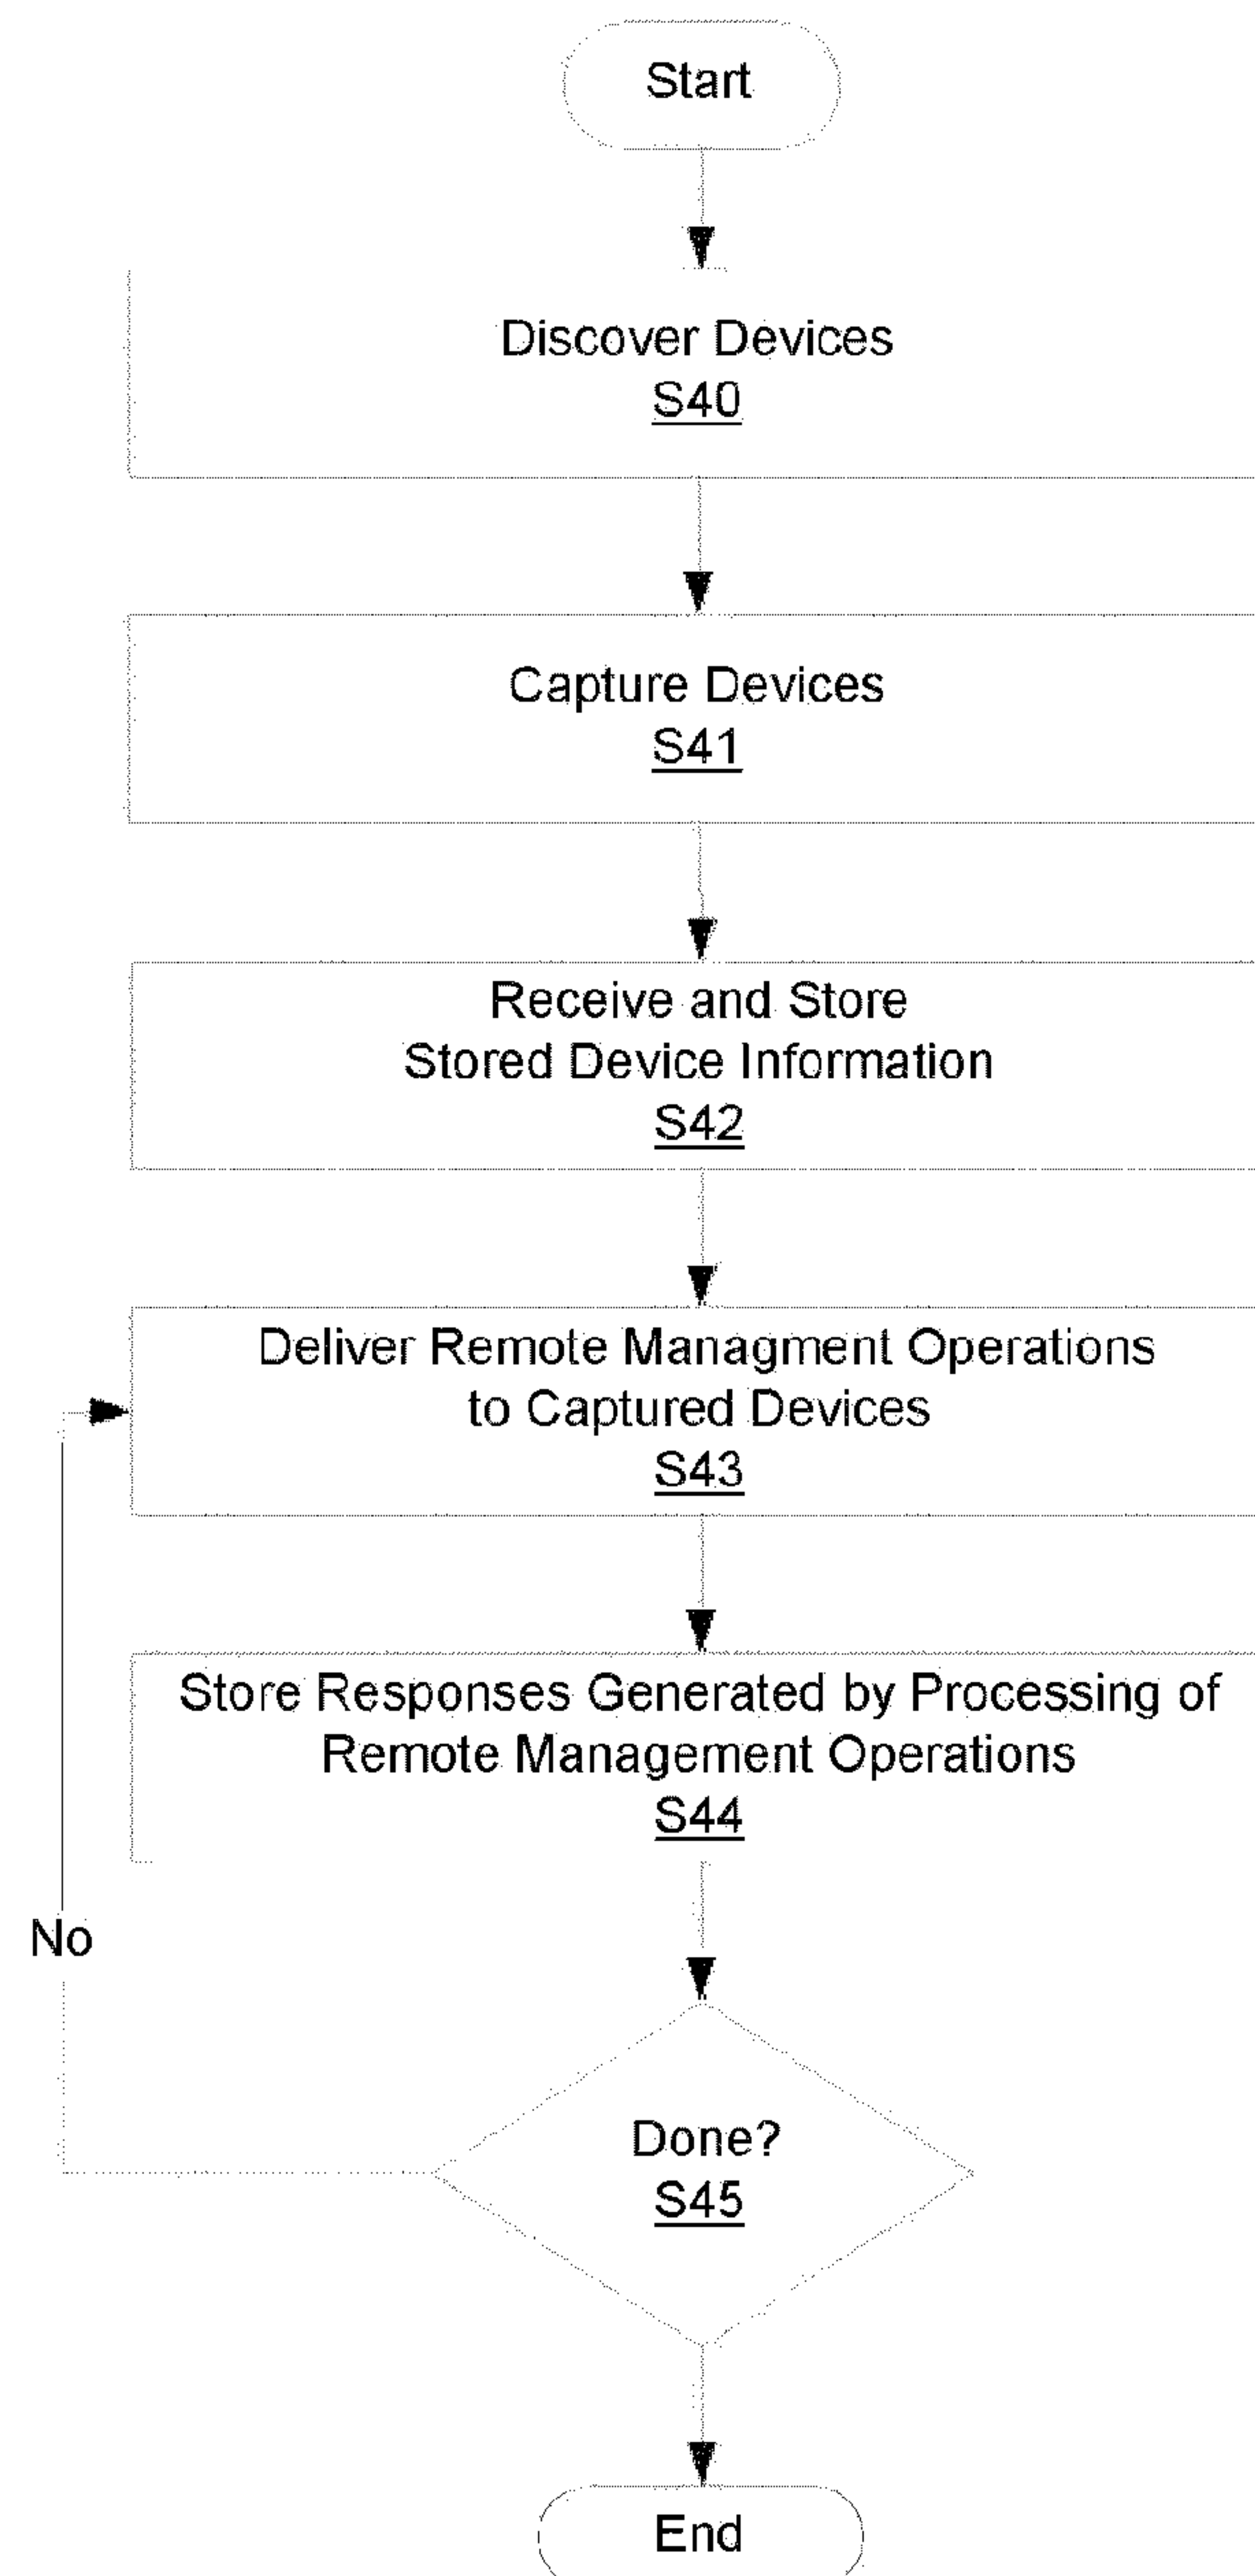 Start
Discover Devices
S40
Capture Devices
S41
Receive and Store
Stored Device Information
S42
Deliver Remote Managment Operations
to Captured Devices
S43
Store Responses Generated by Processing of
Remote Management Operations
S44
No
Done?
S45
End